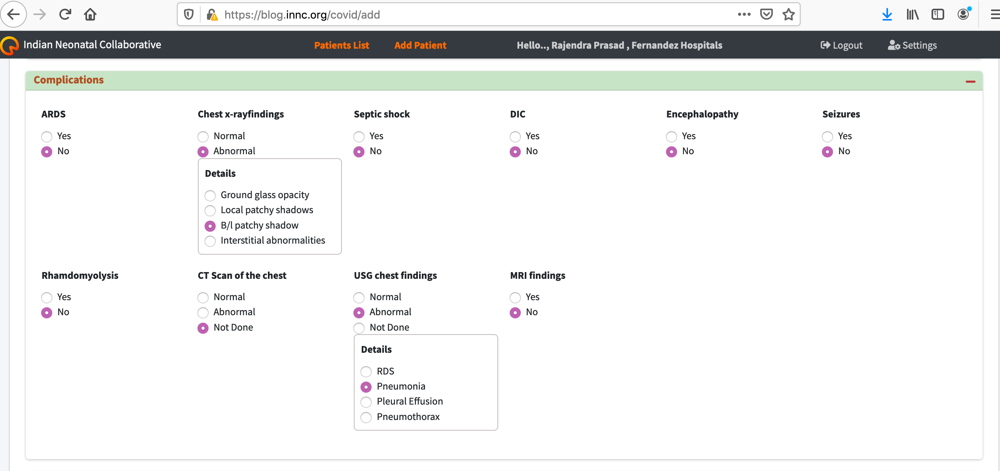 https://blog.innc.org/covid/add
Indian Neonatal Collaborative Patients List Add Patient Hello.., Rajendra Prasad , Fernandez Hospitals Logout Settings
Complications
ARDS
Yes
No
Chest x-rayfindings
Normal
Abnormal
Details
Ground glass opacity
Local patchy shadows
B/l patchy shadow
Interstitial abnormalities
Septic shock
Yes
No
DIC
Yes
No
Encephalopathy
Yes
No
Seizures
Yes
No
Rhamdomyolysis
Yes
No
CT Scan of the chest
Normal
Abnormal
Not Done
USG chest findings
Normal
Abnormal
Not Done
Details
RDS
Pneumonia
Pleural Effusion
Pneumothorax
MRI findings
Yes
No